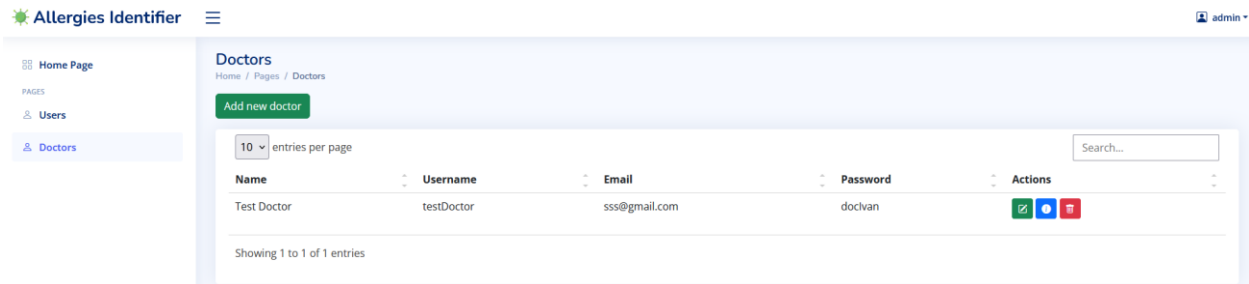 Allergies Identifier
admin
Home Page
PAGES
Users
Doctors
Doctors
Home / Pages / Doctors
Add new doctor
10 entries per page
Search...
Name Username Email Password Actions
Test Doctor testDoctor sss@gmail.com docIvan
Showing 1 to 1 of 1 entries